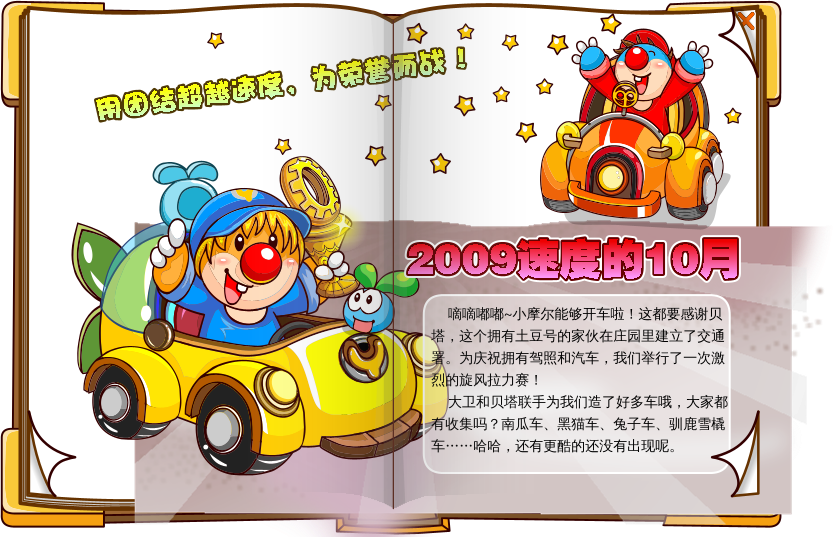 用团结超越速度，为荣誉而战！
2009速度的10月
嘀嘀嘟嘟~小摩尔能够开车啦！这都要感谢贝
塔，这个拥有土豆号的家伙在庄园里建立了交通
署。为庆祝拥有驾照和汽车，我们举行了一次激
烈的旋风拉力赛！
大卫和贝塔联手为我们造了好多车哦，大家都
有收集吗？南瓜车、黑猫车、兔子车、驯鹿雪橇
车……哈哈，还有更酷的还没有出现呢。